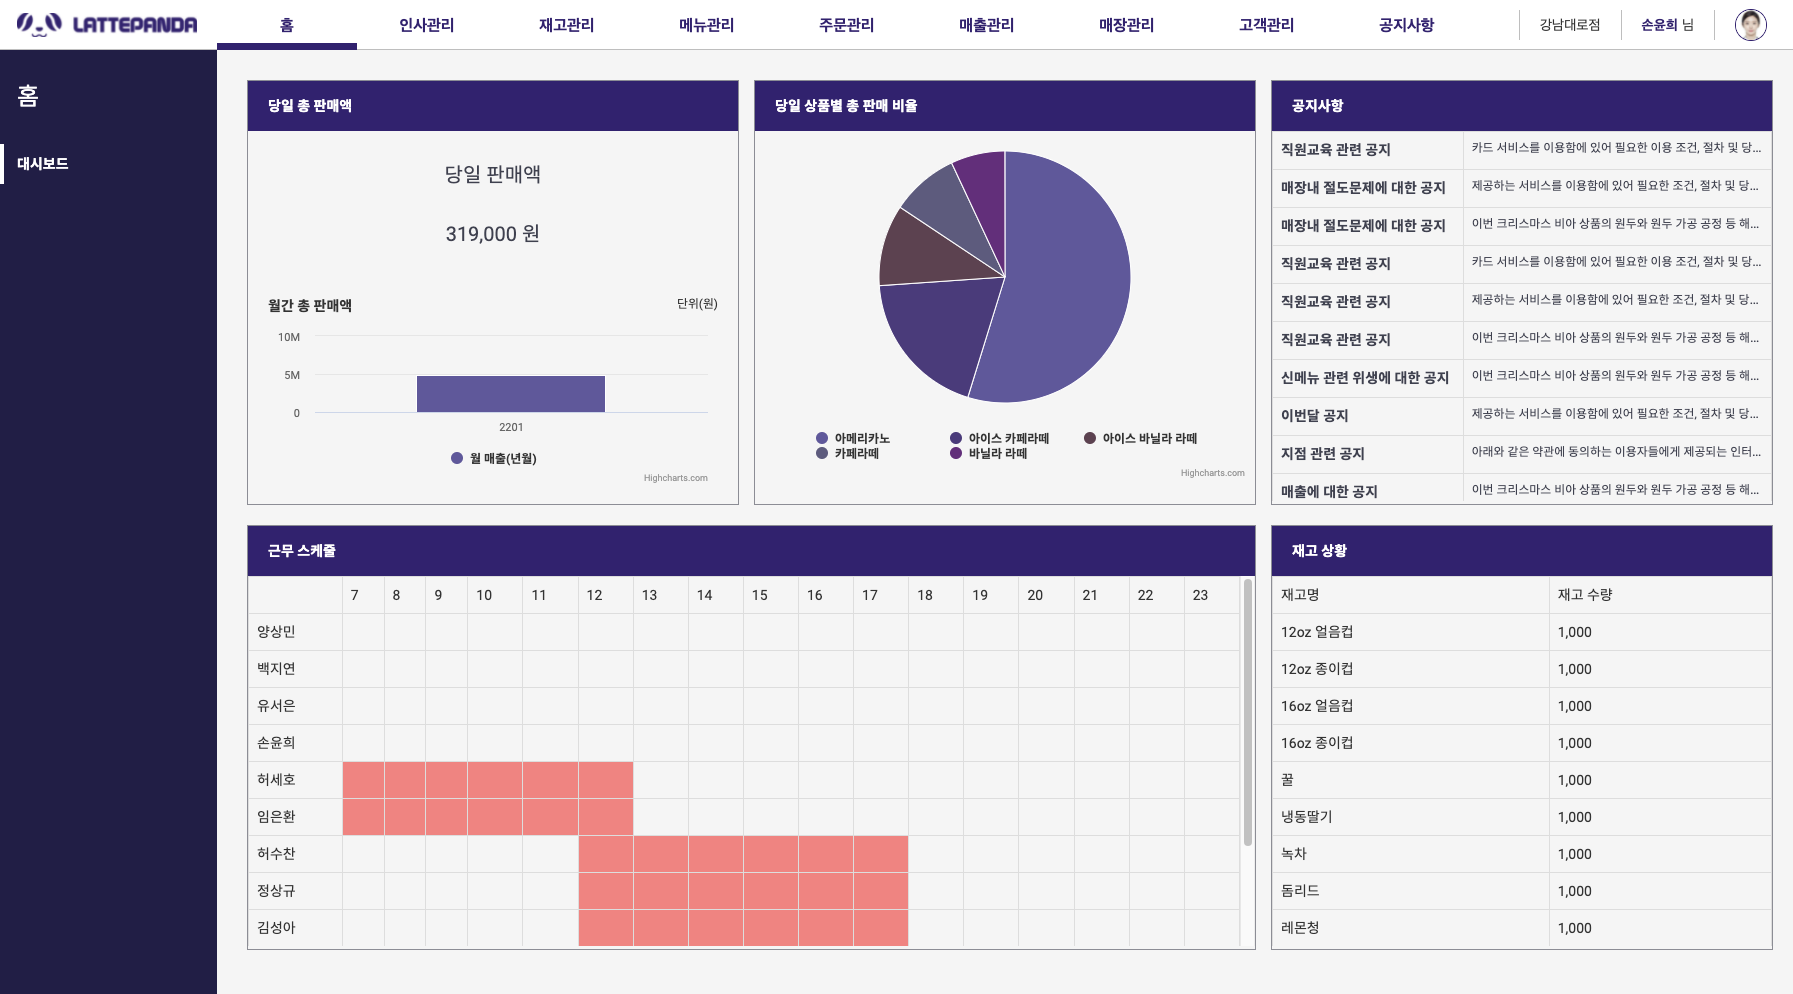 LATTEPANDA 홈 인사관리 재고관리 메뉴관리 주문관리 매출관리 매장관리 고객관리 공지사항 강남대로점 손윤희 님
홈
대시보드
당일 총 판매액
당일 판매액
319,000 원
월간 총 판매액 단위(원)
10M
5M
0
2201
월 매출(년월)
Highcharts.com
당일 상품별 총 판매 비율
아메리카노 아이스 카페라떼 아이스 바닐라 라떼
카페라떼 바닐라 라떼
Highcharts.com
공지사항
직원교육 관련 공지 카드 서비스를 이용함에 있어 필요한 이용 조건, 절차 및 당...
매장내 절도문제에 대한 공지 제공하는 서비스를 이용함에 있어 필요한 조건, 절차 및 당...
매장내 절도문제에 대한 공지 이번 크리스마스 비아 상품의 원두와 원두 가공 공정 등 해...
직원교육 관련 공지 카드 서비스를 이용함에 있어 필요한 이용 조건, 절차 및 당...
직원교육 관련 공지 제공하는 서비스를 이용함에 있어 필요한 조건, 절차 및 당...
직원교육 관련 공지 이번 크리스마스 비아 상품의 원두와 원두 가공 공정 등 해...
신메뉴 관련 위생에 대한 공지 이번 크리스마스 비아 상품의 원두와 원두 가공 공정 등 해...
이번달 공지 제공하는 서비스를 이용함에 있어 필요한 조건, 절차 및 당...
지점 관련 공지 아래와 같은 약관에 동의하는 이용자들에게 제공되는 인터...
매출에 대한 공지 이번 크리스마스 비아 상품의 원두와 원두 가공 공정 등 해...
근무 스케줄
7 8 9 10 11 12 13 14 15 16 17 18 19 20 21 22 23
양상민
백지연
유서은
손윤희
허세호
임은환
허수찬
정상규
김성아
재고 상황
재고명 재고 수량
12oz 얼음컵 1,000
12oz 종이컵 1,000
16oz 얼음컵 1,000
16oz 종이컵 1,000
꿀 1,000
냉동딸기 1,000
녹차 1,000
돔리드 1,000
레몬청 1,000